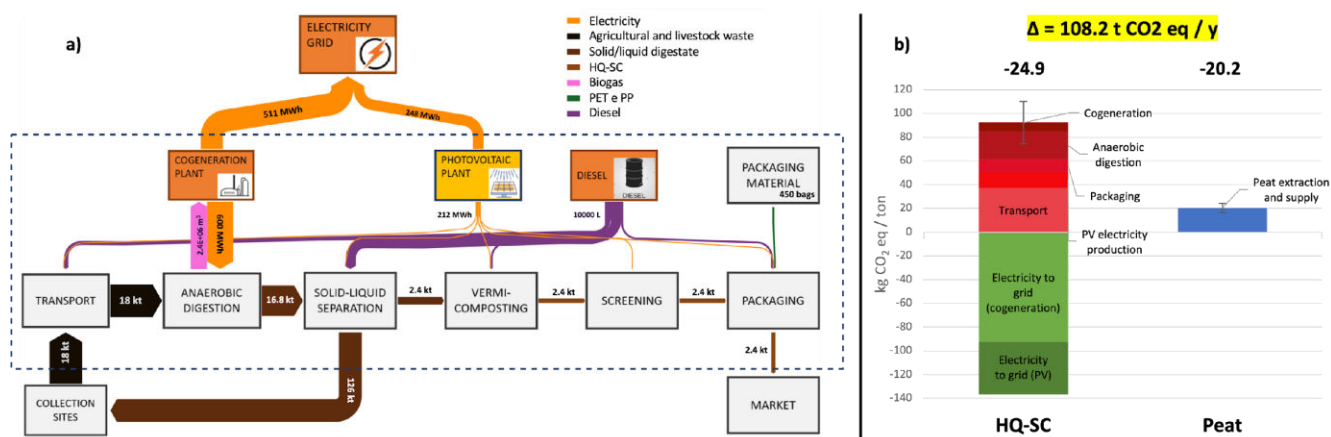 a)
ELECTRICITY
GRID
Electricity
Agricultural and livestock waste
Solid/liquid digestate
HQ-SC
Biogas
PET e PP
Diesel
511 MWh
248 MWh
COGENERATION
PLANT
PHOTOVOLTAIC
PLANT
DIESEL
DIESEL
PACKAGING
MATERIAL
450 bags
2.4E+06 m³
600 MWh
212 MWh
10000 L
TRANSPORT
18 kt
ANAEROBIC
DIGESTION
16.8 kt
SOLID-LIQUID
SEPARATION
2.4 kt
VERMI-
COMPOSTING
2.4 kt
SCREENING
2.4 kt
PACKAGING
18 kt
126 kt
2.4 kt
COLLECTION
SITES
MARKET
b)
Δ = 108.2 t CO2 eq / y
-24.9
-20.2
kg CO₂ eq / ton
120
100
80
60
40
20
0
-20
-40
-60
-80
-100
-120
-140
Cogeneration
Anaerobic
digestion
Packaging
Transport
PV electricity
production
Electricity to
grid
(cogeneration)
Electricity
to grid (PV)
Peat extraction
and supply
HQ-SC
Peat